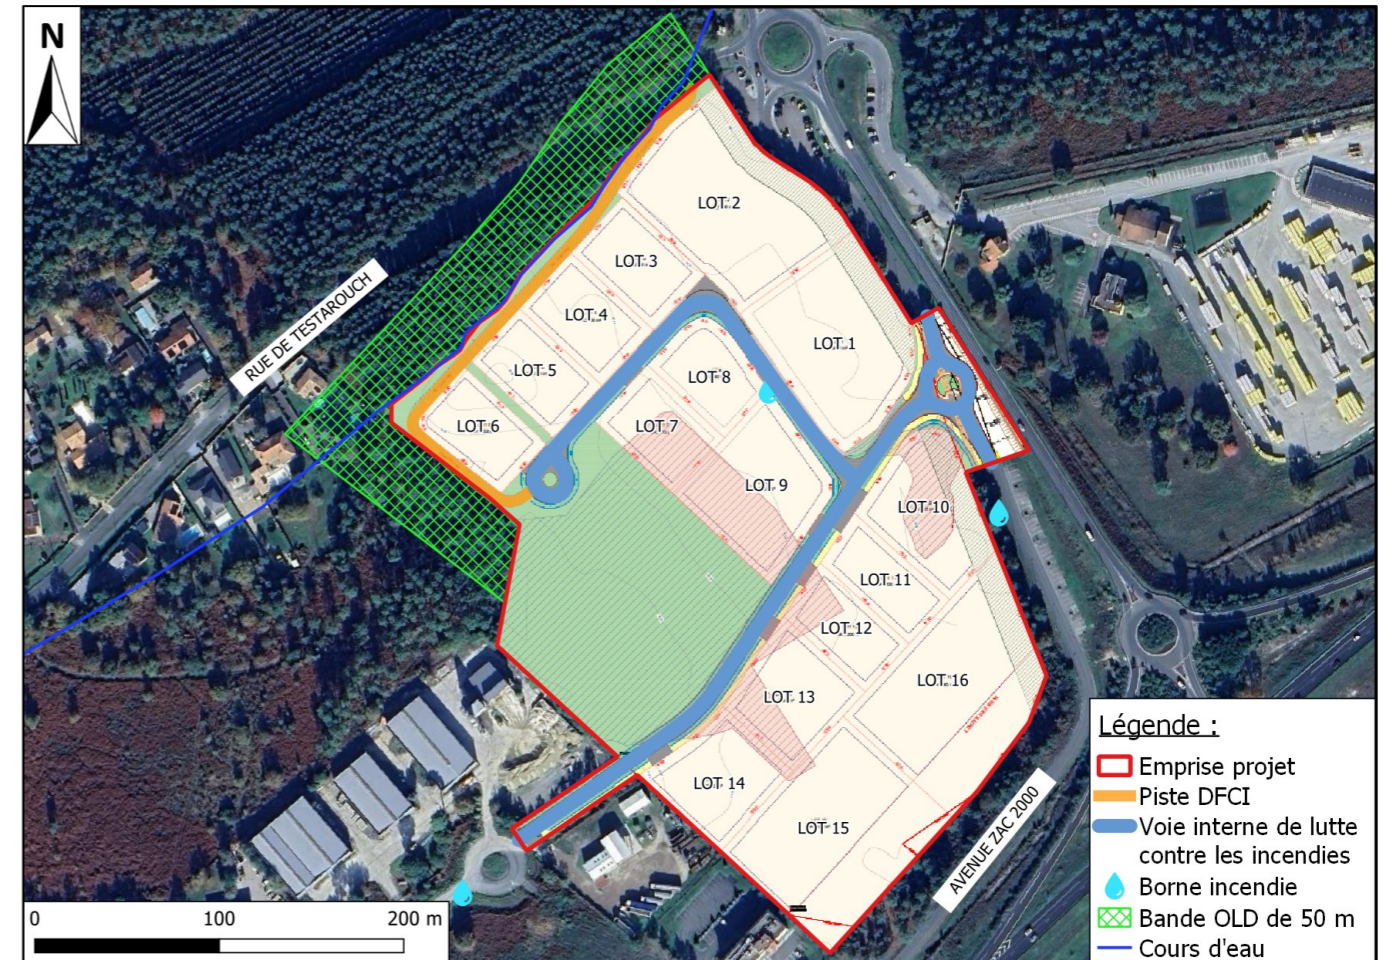 N
LOT 2
LOT 3
RUE DE TESTAROUCH
LOT 4
LOT 1
LOT 5
LOT 8
LOT 6
LOT 7
LOT 9
LOT 10
LOT 11
LOT 12
LOT 16
LOT 13
LOT 14
LOT 15
AVENUE ZAC 2000
Légende :
Emprise projet
Piste DFCI
Voie interne de lutte
contre les incendies
Borne incendie
Bande OLD de 50 m
Cours d'eau
0 100 200 m